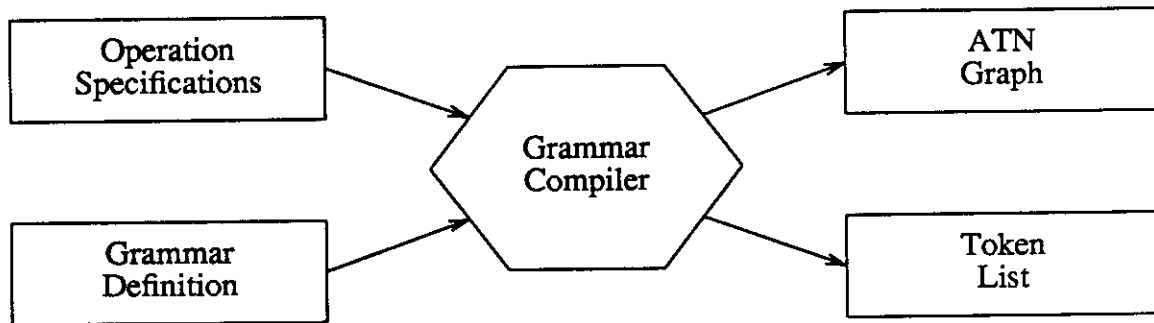 Operation
Specifications
Grammar
Definition
Grammar
Compiler
ATN
Graph
Token
List